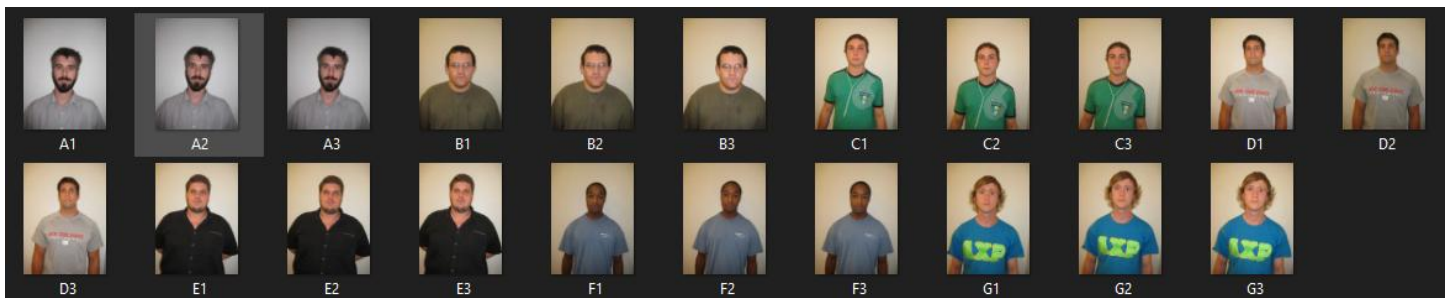 A1 A2 A3 B1 B2 B3 C1 C2 C3 D1 D2
LXP LXP LXP
D3 E1 E2 E3 F1 F2 F3 G1 G2 G3